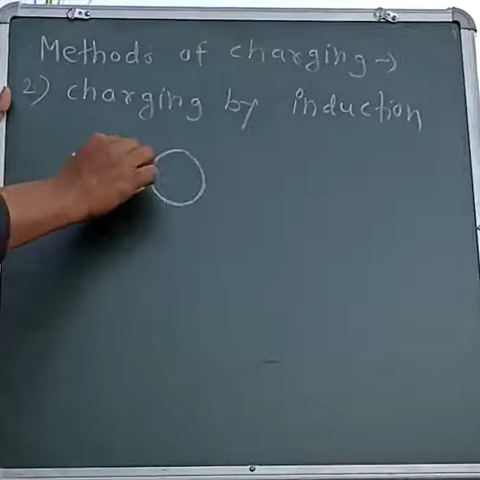 Methods of charging →
2) charging by induction